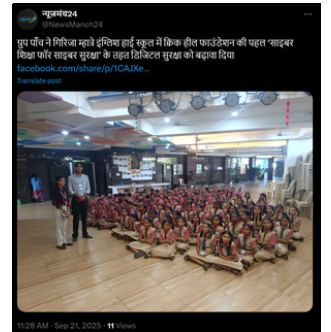 न्यूज़मंच24
@NewsManch24
ग्रुप पाँच ने गिरिजा म्हात्रे इंग्लिश हाई स्कूल में क्विक हील फाउंडेशन की पहल ‘साइबर
शिक्षा फॉर साइबर सुरक्षा’ के तहत डिजिटल सुरक्षा को बढ़ावा दिया
facebook.com/share/p/1CAJXe...
Translate post
11:28 AM · Sep 21, 2025 · 11 Views